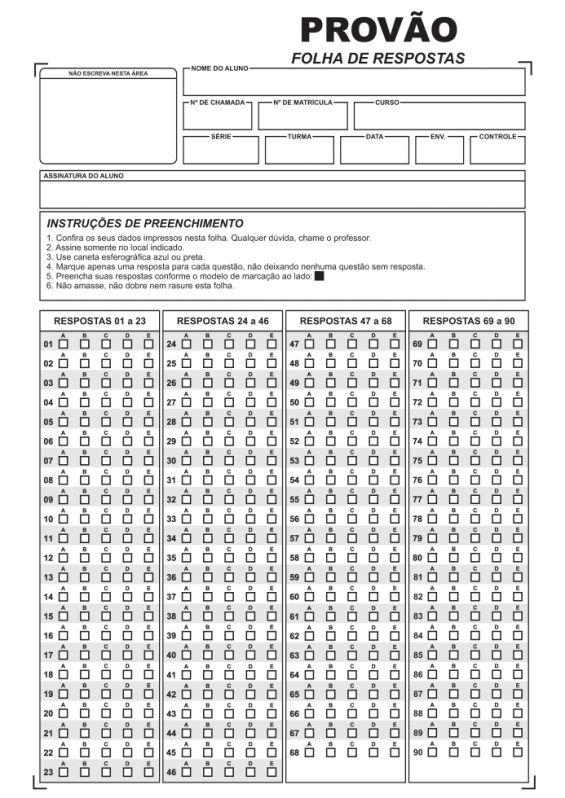 PROVÃO
FOLHA DE RESPOSTAS
NÃO ESCREVA NESTA ÁREA
NOME DO ALUNO
Nº DE CHAMADA
Nº DE MATRÍCULA
CURSO
SÉRIE
TURMA
DATA
ENV.
CONTROLE
ASSINATURA DO ALUNO
INSTRUÇÕES DE PREENCHIMENTO
1. Confira os seus dados impressos nesta folha. Qualquer dúvida, chame o professor.
2. Assine somente no local indicado.
3. Use caneta esferográfica azul ou preta.
4. Marque apenas uma resposta para cada questão, não deixando nenhuma questão sem resposta.
5. Preencha suas respostas conforme o modelo de marcação ao lado:
6. Não amasse, não dobre nem rasure esta folha.
RESPOSTAS 01 a 23
A B C D E
01
A B C D E
02
A B C D E
03
A B C D E
04
A B C D E
05
A B C D E
06
A B C D E
07
A B C D E
08
A B C D E
09
A B C D E
10
A B C D E
11
A B C D E
12
A B C D E
13
A B C D E
14
A B C D E
15
A B C D E
16
A B C D E
17
A B C D E
18
A B C D E
19
A B C D E
20
A B C D E
21
A B C D E
22
A B C D E
23
RESPOSTAS 24 a 46
A B C D E
24
A B C D E
25
A B C D E
26
A B C D E
27
A B C D E
28
A B C D E
29
A B C D E
30
A B C D E
31
A B C D E
32
A B C D E
33
A B C D E
34
A B C D E
35
A B C D E
36
A B C D E
37
A B C D E
38
A B C D E
39
A B C D E
40
A B C D E
41
A B C D E
42
A B C D E
43
A B C D E
44
A B C D E
45
A B C D E
46
RESPOSTAS 47 a 68
A B C D E
47
A B C D E
48
A B C D E
49
A B C D E
50
A B C D E
51
A B C D E
52
A B C D E
53
A B C D E
54
A B C D E
55
A B C D E
56
A B C D E
57
A B C D E
58
A B C D E
59
A B C D E
60
A B C D E
61
A B C D E
62
A B C D E
63
A B C D E
64
A B C D E
65
A B C D E
66
A B C D E
67
A B C D E
68
RESPOSTAS 69 a 90
A B C D E
69
A B C D E
70
A B C D E
71
A B C D E
72
A B C D E
73
A B C D E
74
A B C D E
75
A B C D E
76
A B C D E
77
A B C D E
78
A B C D E
79
A B C D E
80
A B C D E
81
A B C D E
82
A B C D E
83
A B C D E
84
A B C D E
85
A B C D E
86
A B C D E
87
A B C D E
88
A B C D E
89
A B C D E
90